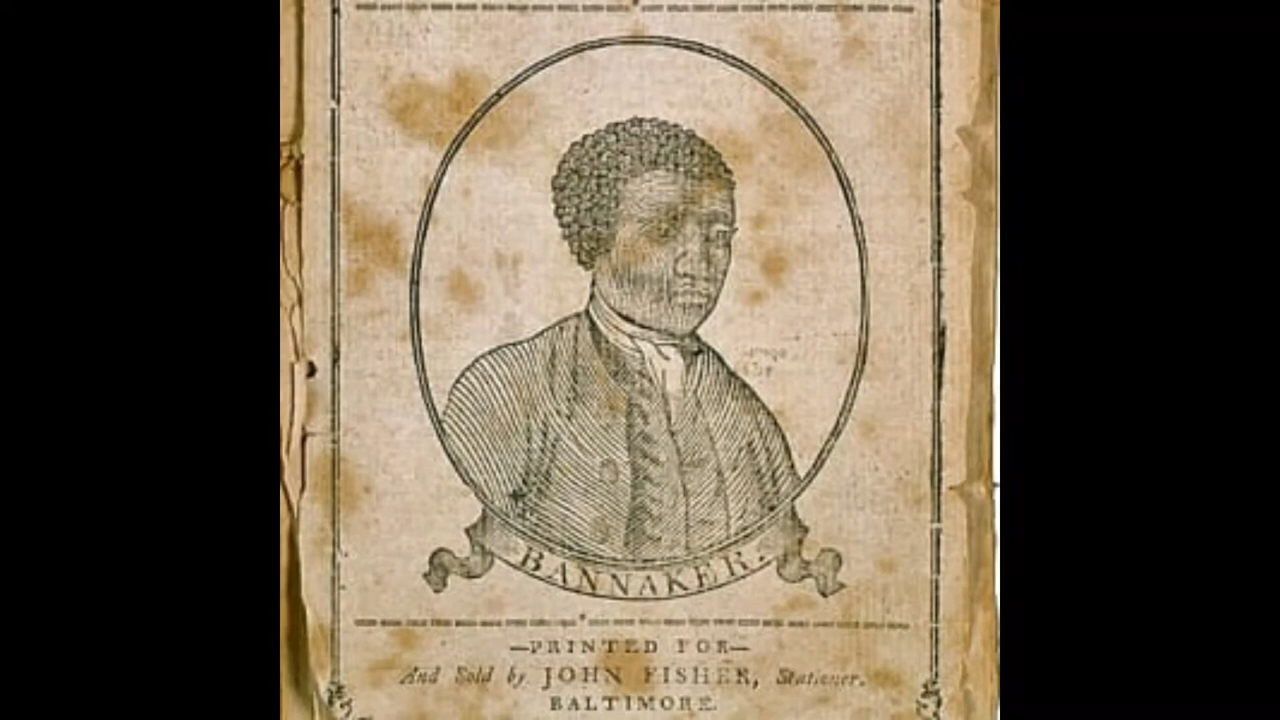 BANNAKER.
—PRINTED FOR—
And Sold by JOHN FISHER, Stationer.
BALTIMORE.